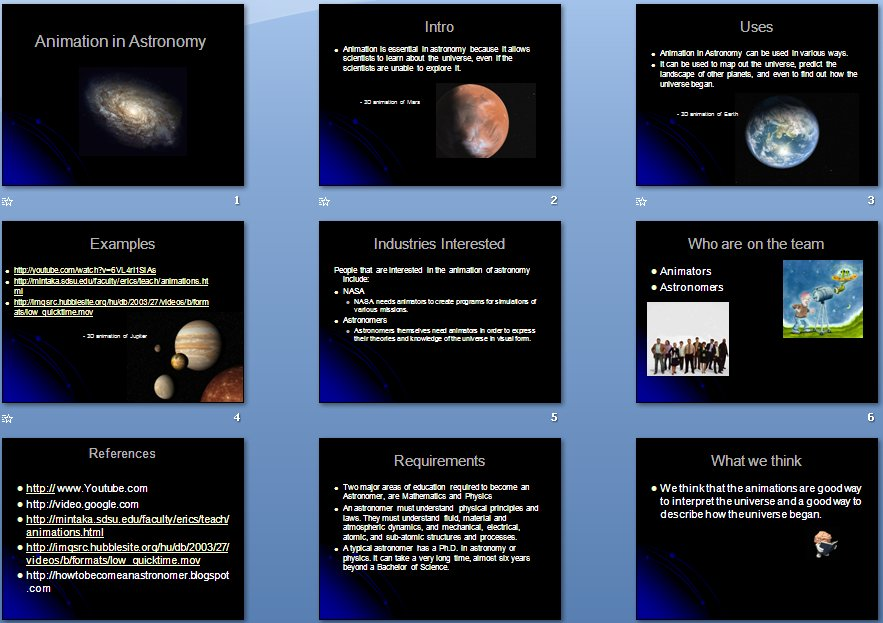 Animation in Astronomy
1
Intro
Animation is essential in astronomy because it allows
scientists to learn about the universe, even if the
scientists are unable to explore it.
- 3D animation of Mars
2
Uses
Animation in Astronomy can be used in various ways.
It can be used to map out the universe, predict the
landscape of other planets, and even to find out how the
universe began.
- 3D animation of Earth
3
Examples
http://youtube.com/watch?v=6VL4rI1SIAs
http://mintaka.sdsu.edu/faculty/erics/teach/animations.ht
ml
http://imgsrc.hubblesite.org/hu/db/2003/27/videos/b/form
ats/low_quicktime.mov
- 3D animation of Jupiter
4
Industries Interested
People that are interested in the animation of astronomy
include:
NASA
NASA needs animators to create programs for simulations of
various missions.
Astronomers
Astronomers themselves need animators in order to express
their theories and knowledge of the universe in visual form.
5
Who are on the team
Animators
Astronomers
6
References
http:// www.Youtube.com
http://video.google.com
http://mintaka.sdsu.edu/faculty/erics/teach/
animations.html
http://imgsrc.hubblesite.org/hu/db/2003/27/
videos/b/formats/low_quicktime.mov
http://howtobecomeanastronomer.blogspot
.com
Requirements
Two major areas of education required to become an
Astronomer, are Mathematics and Physics
An astronomer must understand physical principles and
laws. They must understand fluid, material and
atmospheric dynamics, and mechanical, electrical,
atomic, and sub-atomic structures and processes.
A typical astronomer has a Ph.D. in astronomy or
physics. It can take a very long time, almost six years
beyond a Bachelor of Science.
What we think
We think that the animations are good way
to interpret the universe and a good way to
describe how the universe began.